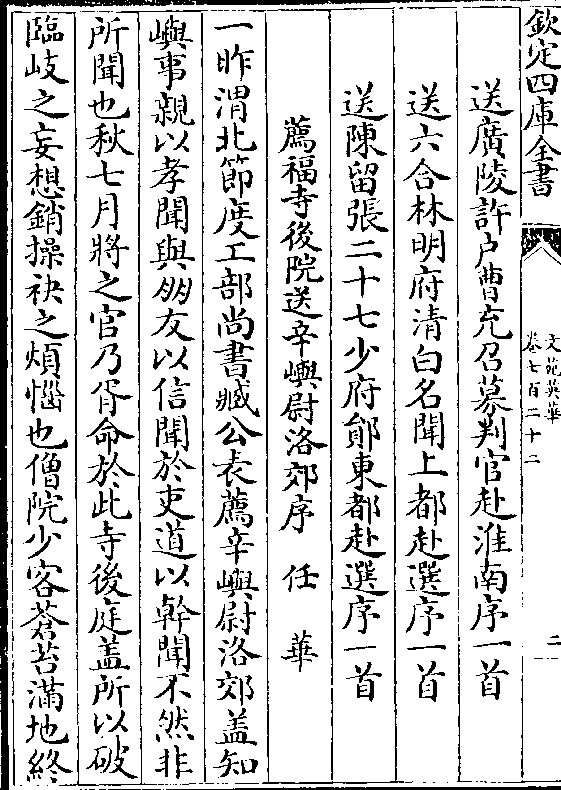 欽定四庫全書
文苑英華
卷七百二十二
二
送廣陵許户曹充召募判官赴淮南序一首
送六合林明府清白名聞上都赴選序一首
送陳留張二十七少府鄖東都赴選序一首
薦福寺後院送辛嶼尉洛郊序　任　華
一昨渭北節度工部尚書臧公表薦辛嶼尉洛郊盖知
嶼事親以孝聞與朋友以信聞於吏道以幹聞不然非
所聞也秋七月將之官乃胥命於此寺後庭盖所以破
臨岐之妄想銷操袂之煩惱也僧院少客蒼苔滿地終